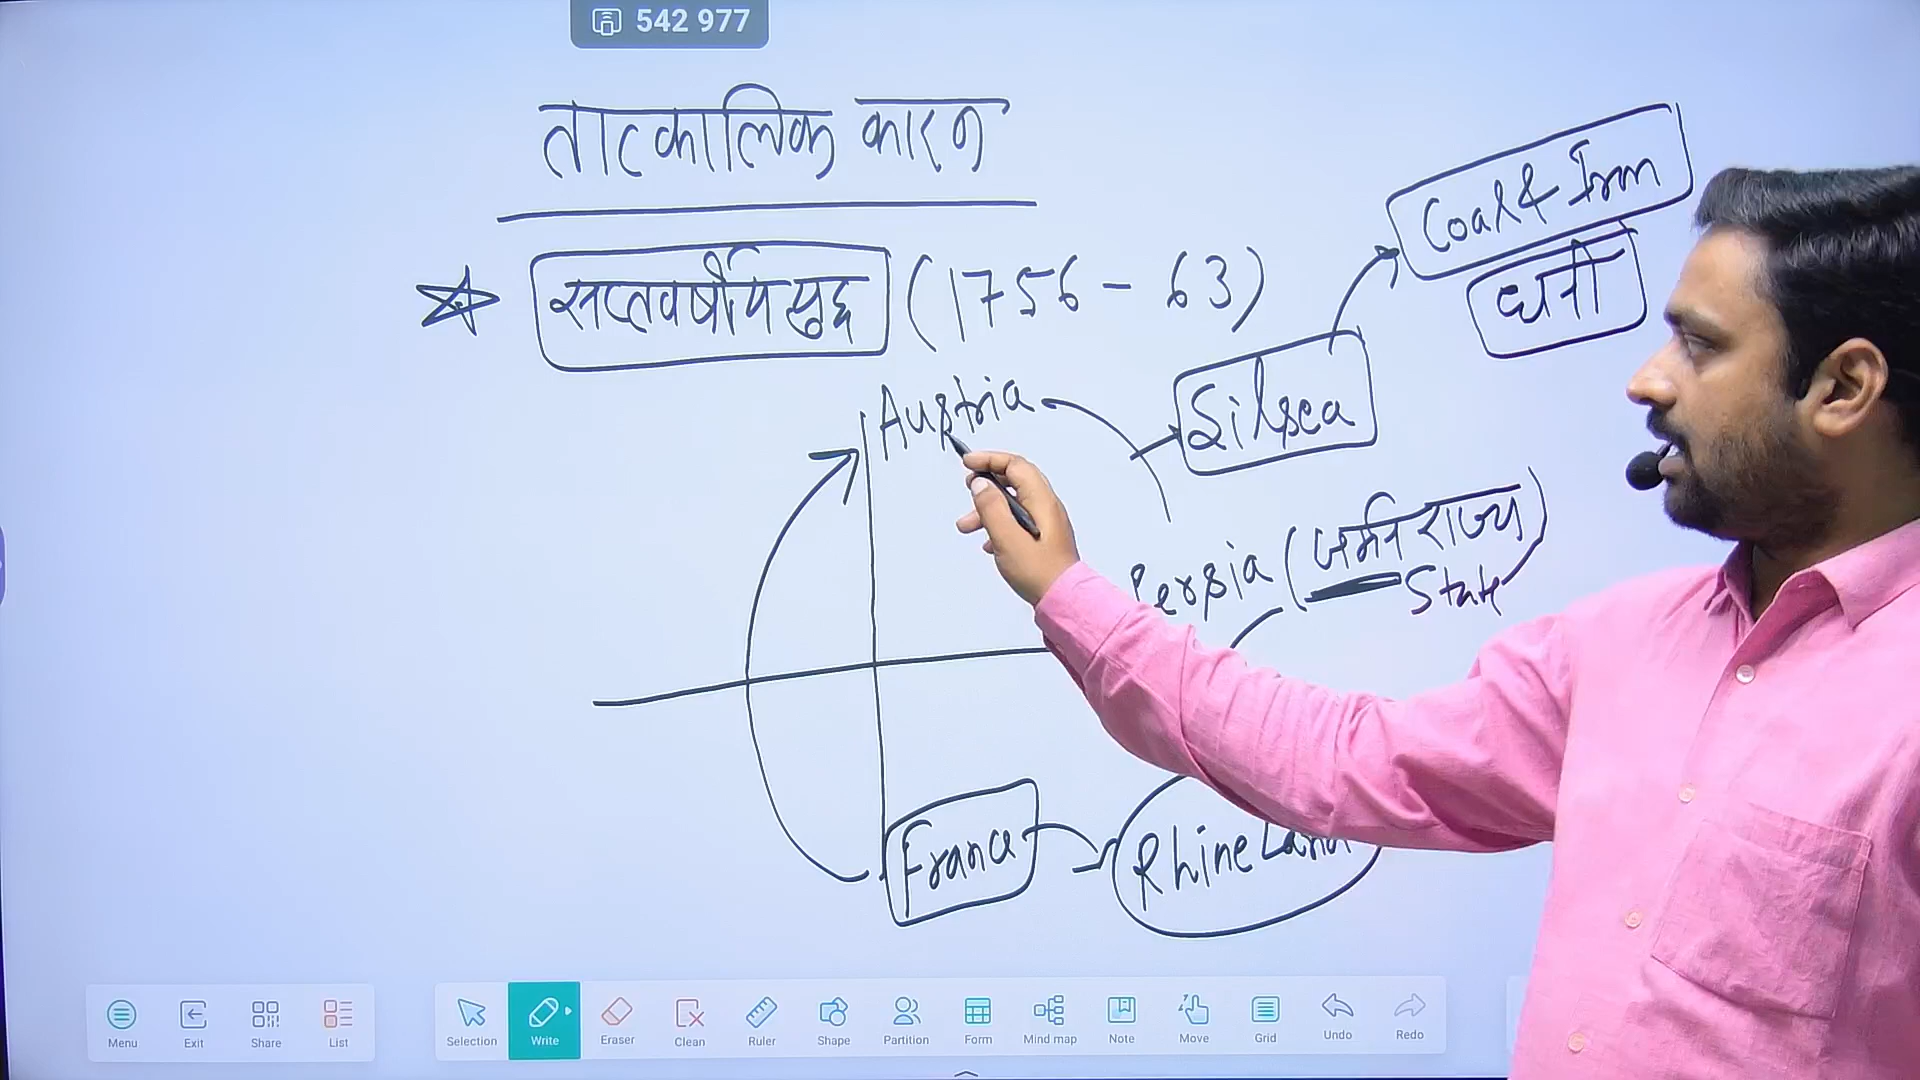 542 977
तात्कालिक कारण
सप्तवर्षीय युद्ध (1756 - 63)
Coal & Iron
धनी
Austria
Silsea
Persia (जर्मन राज्य)
State
France
Rhine Land
Menu Exit Share List Selection Write Eraser Clean Ruler Shape Partition Form Mind map Note Move Grid Undo Redo